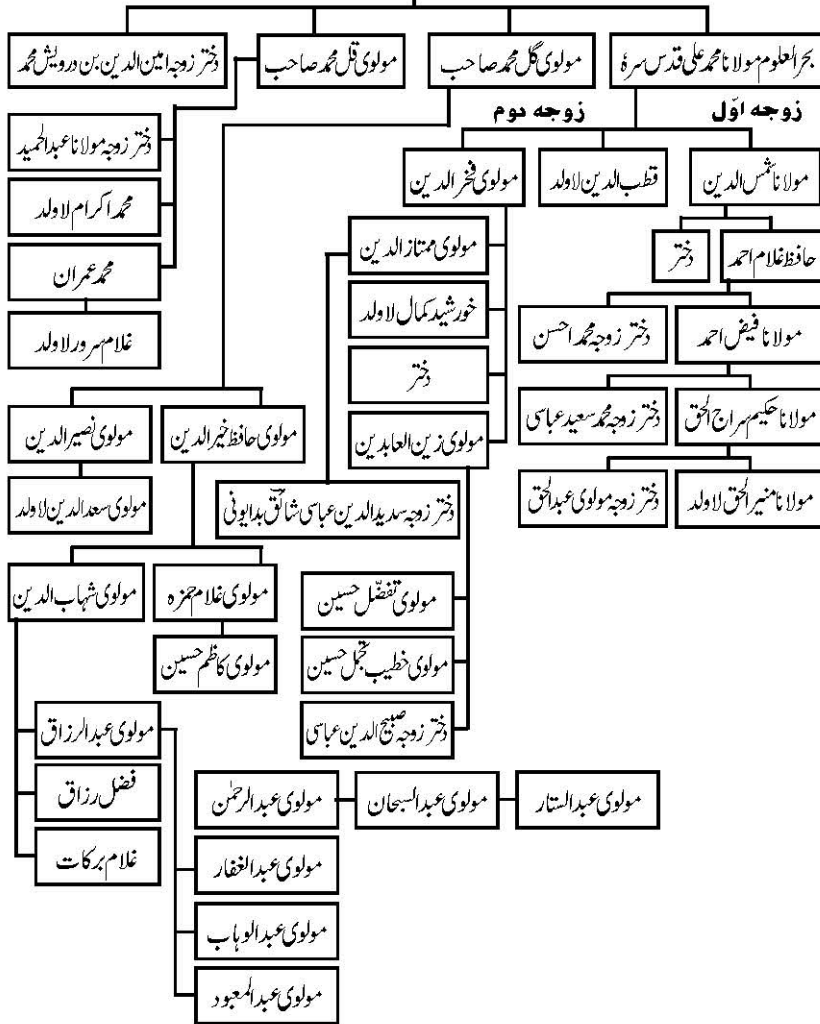 بحر العلوم مولانا محمد علی قدس سرہٗ
مولوی گل محمد صاحب
مولوی قل محمد صاحب
دختر زوجہ امین الدین بن درویش محمد
زوجہ اوّل
زوجہ دوم
مولانا شمس الدین
قطب الدین لاولد
مولوی فخر الدین
دختر زوجہ مولانا عبدالحمید
محمد اکرام لاولد
محمد عمران
غلام سرور لاولد
حافظ غلام احمد
دختر
مولوی ممتاز الدین
خورشید کمال لاولد
دختر
مولوی زین العابدین
مولانا فیض احمد
دختر زوجہ محمد احسن
مولانا حکیم سراج الحق
دختر زوجہ محمد سعید عباسی
مولانا منیر الحق لاولد
دختر زوجہ مولوی عبدالحق
مولوی حافظ خیر الدین
مولوی نصیر الدین
مولوی سعد الدین لاولد
دختر زوجہ سدید الدین عباسی شائق بدایونی
مولوی غلام حمزہ
مولوی شہاب الدین
مولوی کاظم حسین
مولوی تفضّل حسین
مولوی خطیب تجمل حسین
دختر زوجہ صبیح الدین عباسی
مولوی عبدالرزاق
فضل رزاق
غلام برکات
مولوی عبدالرحمٰن
مولوی عبدالسبحان
مولوی عبدالستار
مولوی عبدالغفار
مولوی عبدالوہاب
مولوی عبدالمعبود